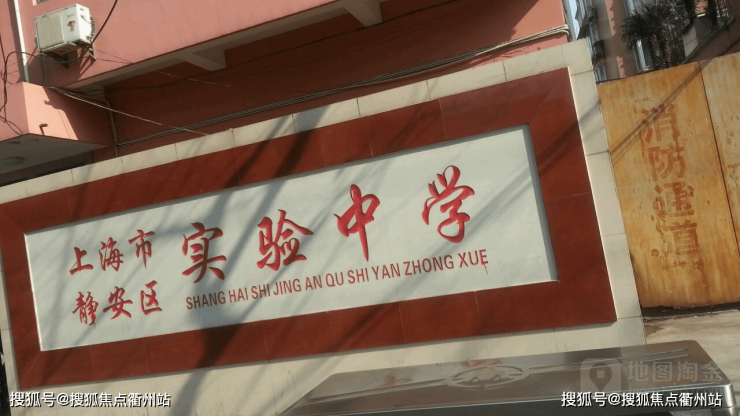 上海市
静安区
实验中学
SHANG HAI SHI JING AN QU SHI YAN ZHONG XUE
消防通道
地图淘金
搜狐号@搜狐焦点衢州站
搜狐号@搜狐焦点衢州站